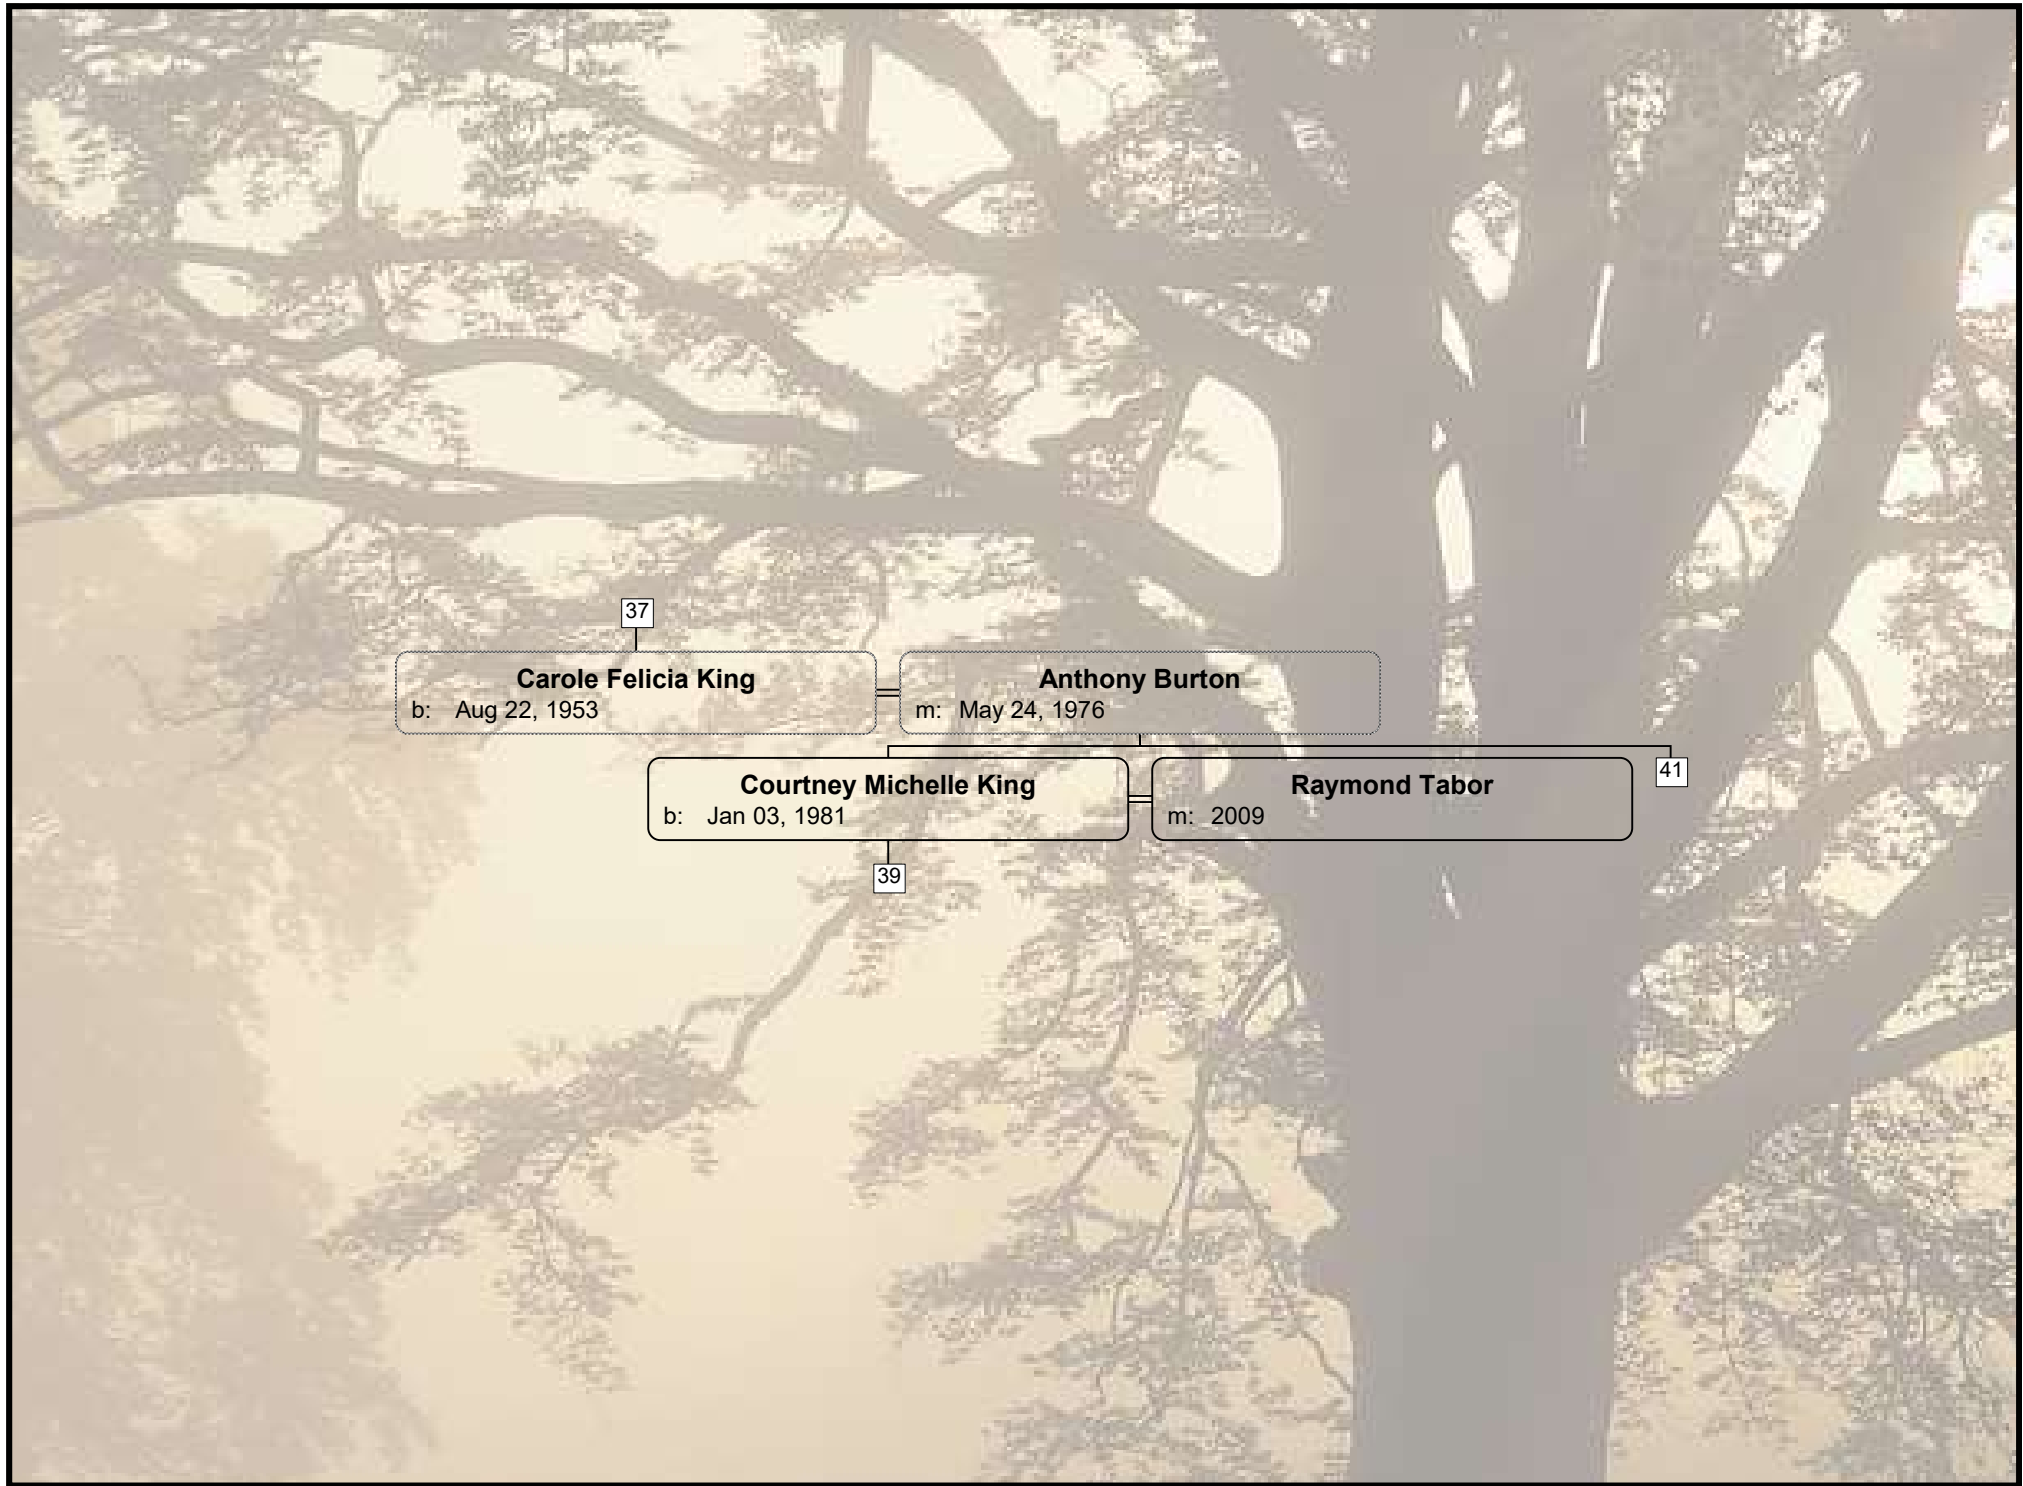 37
Carole Felicia King
b: Aug 22, 1953
Anthony Burton
m: May 24, 1976
Courtney Michelle King
b: Jan 03, 1981
Raymond Tabor
m: 2009
41
39